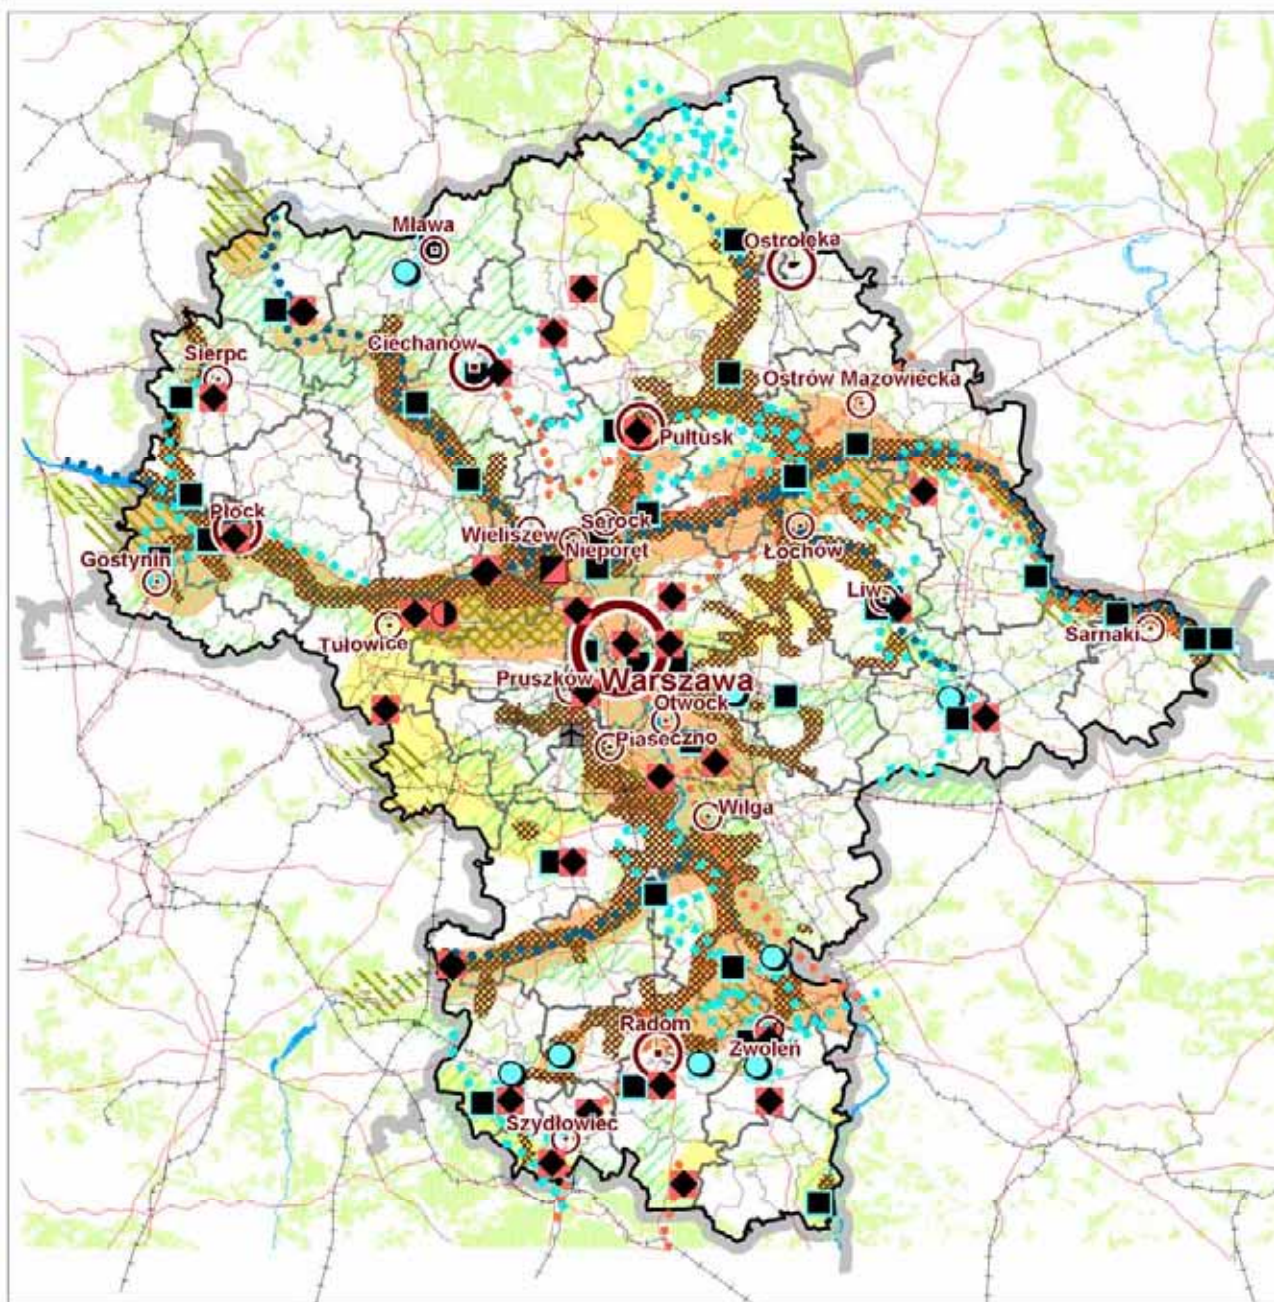 Mława
Ostrołęka
Ciechanów
Sierpc
Ostrów Mazowiecka
Pułtusk
Płock
Serock
Wieliszew
Nieporęt
Łochów
Gostynin
Liw
Tułowice
Sarnaki
Pruszków
Warszawa
Otwock
Piaseczno
Wilga
Radom
Zwoleń
Szydłowiec